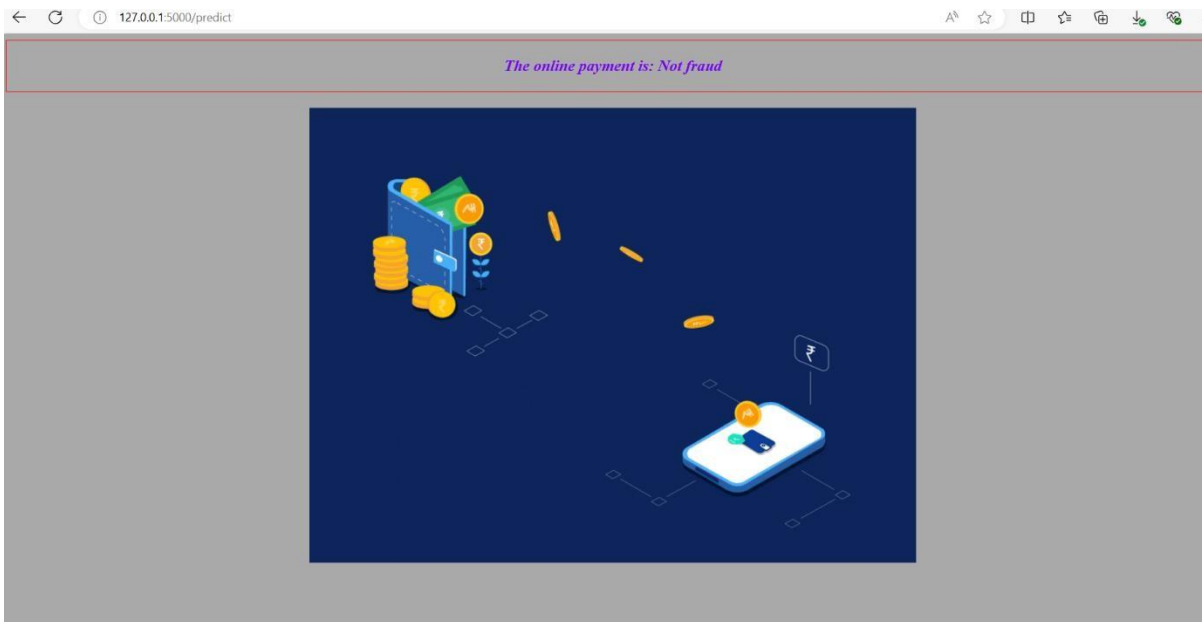 127.0.0.1:5000/predict
The online payment is: Not fraud
₹
₹
₹
₹